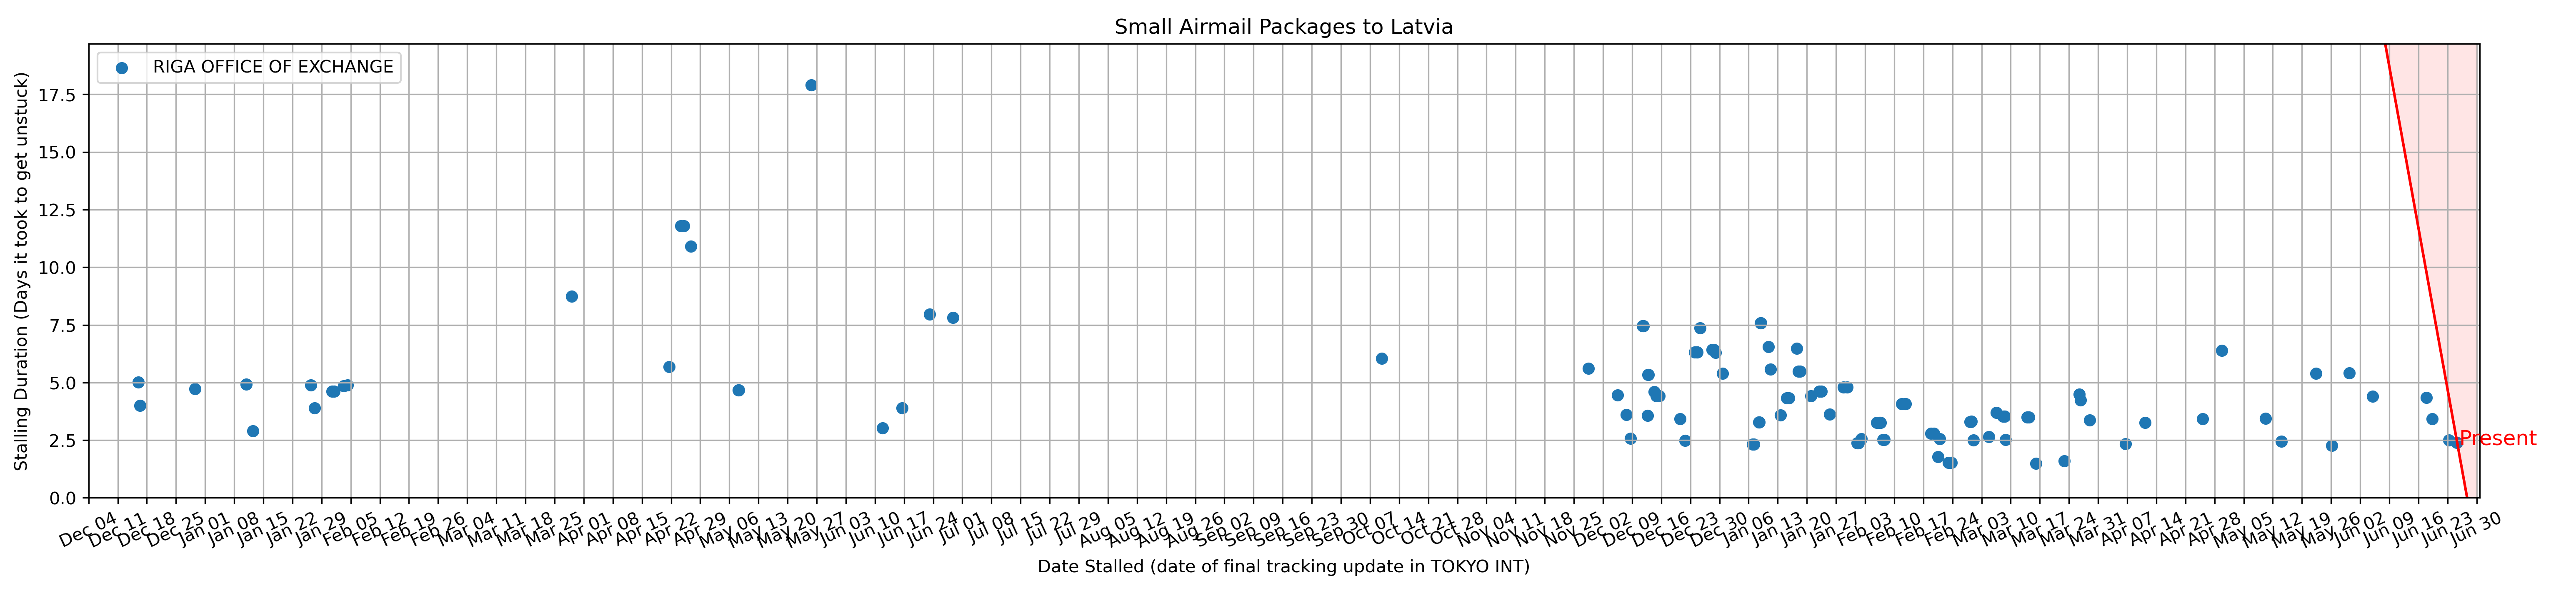 Small Airmail Packages to Latvia
RIGA OFFICE OF EXCHANGE
Stalling Duration (Days it took to get unstuck)
17.5
15.0
12.5
10.0
7.5
5.0
2.5
0.0
Present
Dec 04
Dec 11
Dec 18
Dec 25
Jan 01
Jan 08
Jan 15
Jan 22
Jan 29
Feb 05
Feb 12
Feb 19
Feb 26
Mar 04
Mar 11
Mar 18
Mar 25
Apr 01
Apr 08
Apr 15
Apr 22
Apr 29
May 06
May 13
May 20
May 27
Jun 03
Jun 10
Jun 17
Jun 24
Jul 01
Jul 08
Jul 15
Jul 22
Jul 29
Aug 05
Aug 12
Aug 19
Aug 26
Sep 02
Sep 09
Sep 16
Sep 23
Sep 30
Oct 07
Oct 14
Oct 21
Oct 28
Nov 04
Nov 11
Nov 18
Nov 25
Dec 02
Dec 09
Dec 16
Dec 23
Dec 30
Jan 06
Jan 13
Jan 20
Jan 27
Feb 03
Feb 10
Feb 17
Feb 24
Mar 03
Mar 10
Mar 17
Mar 24
Mar 31
Apr 07
Apr 14
Apr 21
Apr 28
May 05
May 12
May 19
May 26
Jun 02
Jun 09
Jun 16
Jun 23
Jun 30
Date Stalled (date of final tracking update in TOKYO INT)